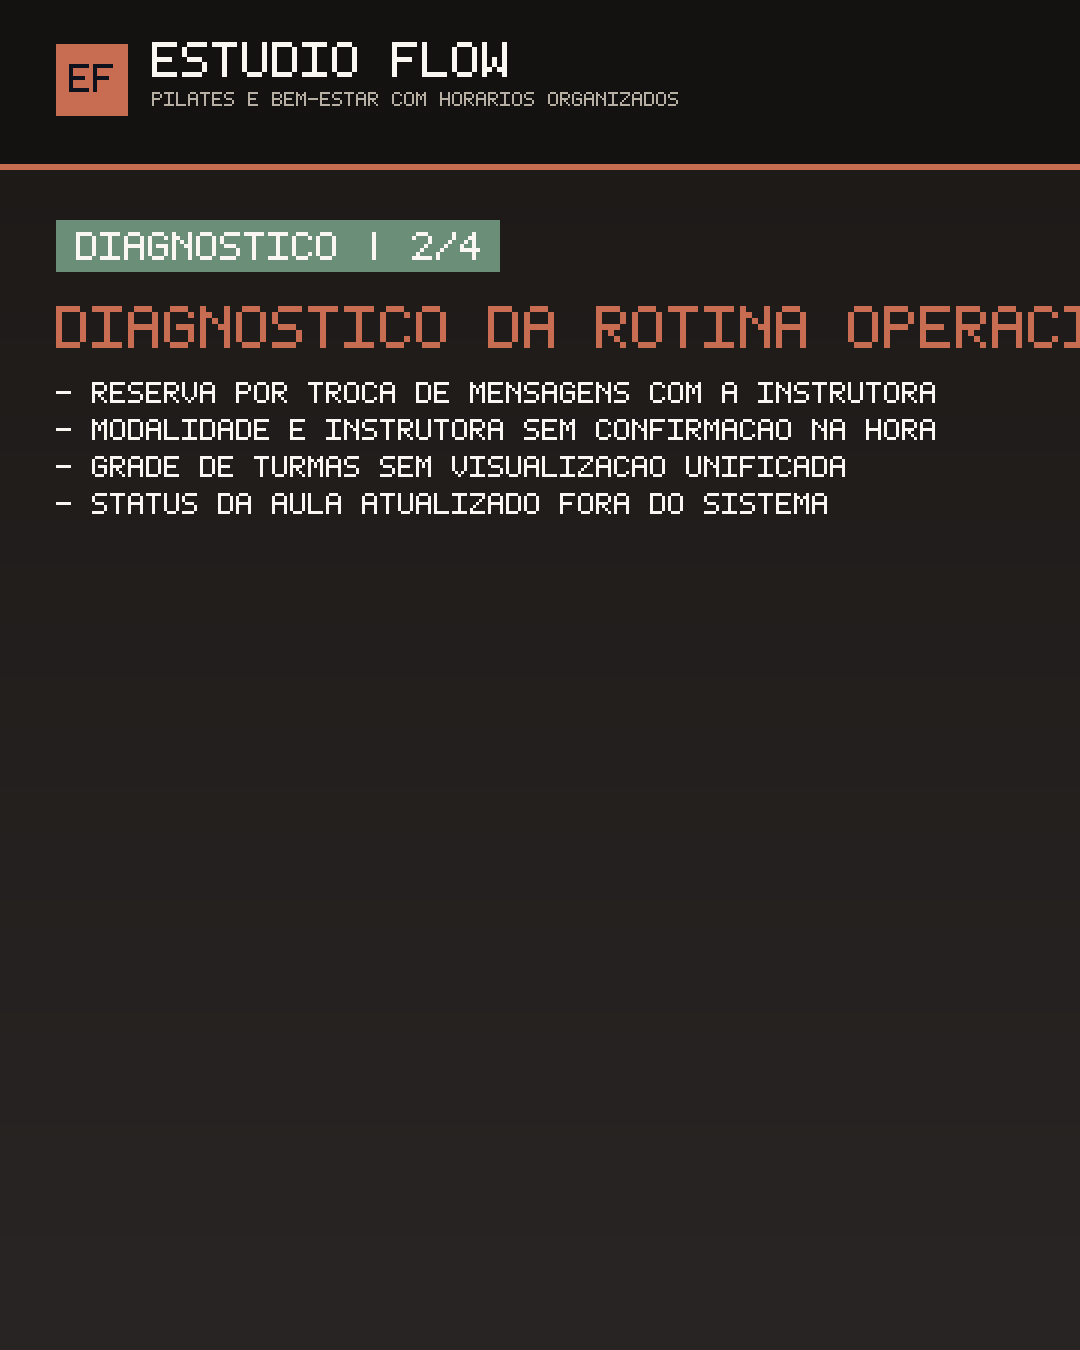 EF
ESTUDIO FLOW
PILATES E BEM-ESTAR COM HORARIOS ORGANIZADOS
DIAGNOSTICO | 2/4
DIAGNOSTICO DA ROTINA OPERACI
- RESERVA POR TROCA DE MENSAGENS COM A INSTRUTORA
- MODALIDADE E INSTRUTORA SEM CONFIRMACAO NA HORA
- GRADE DE TURMAS SEM VISUALIZACAO UNIFICADA
- STATUS DA AULA ATUALIZADO FORA DO SISTEMA